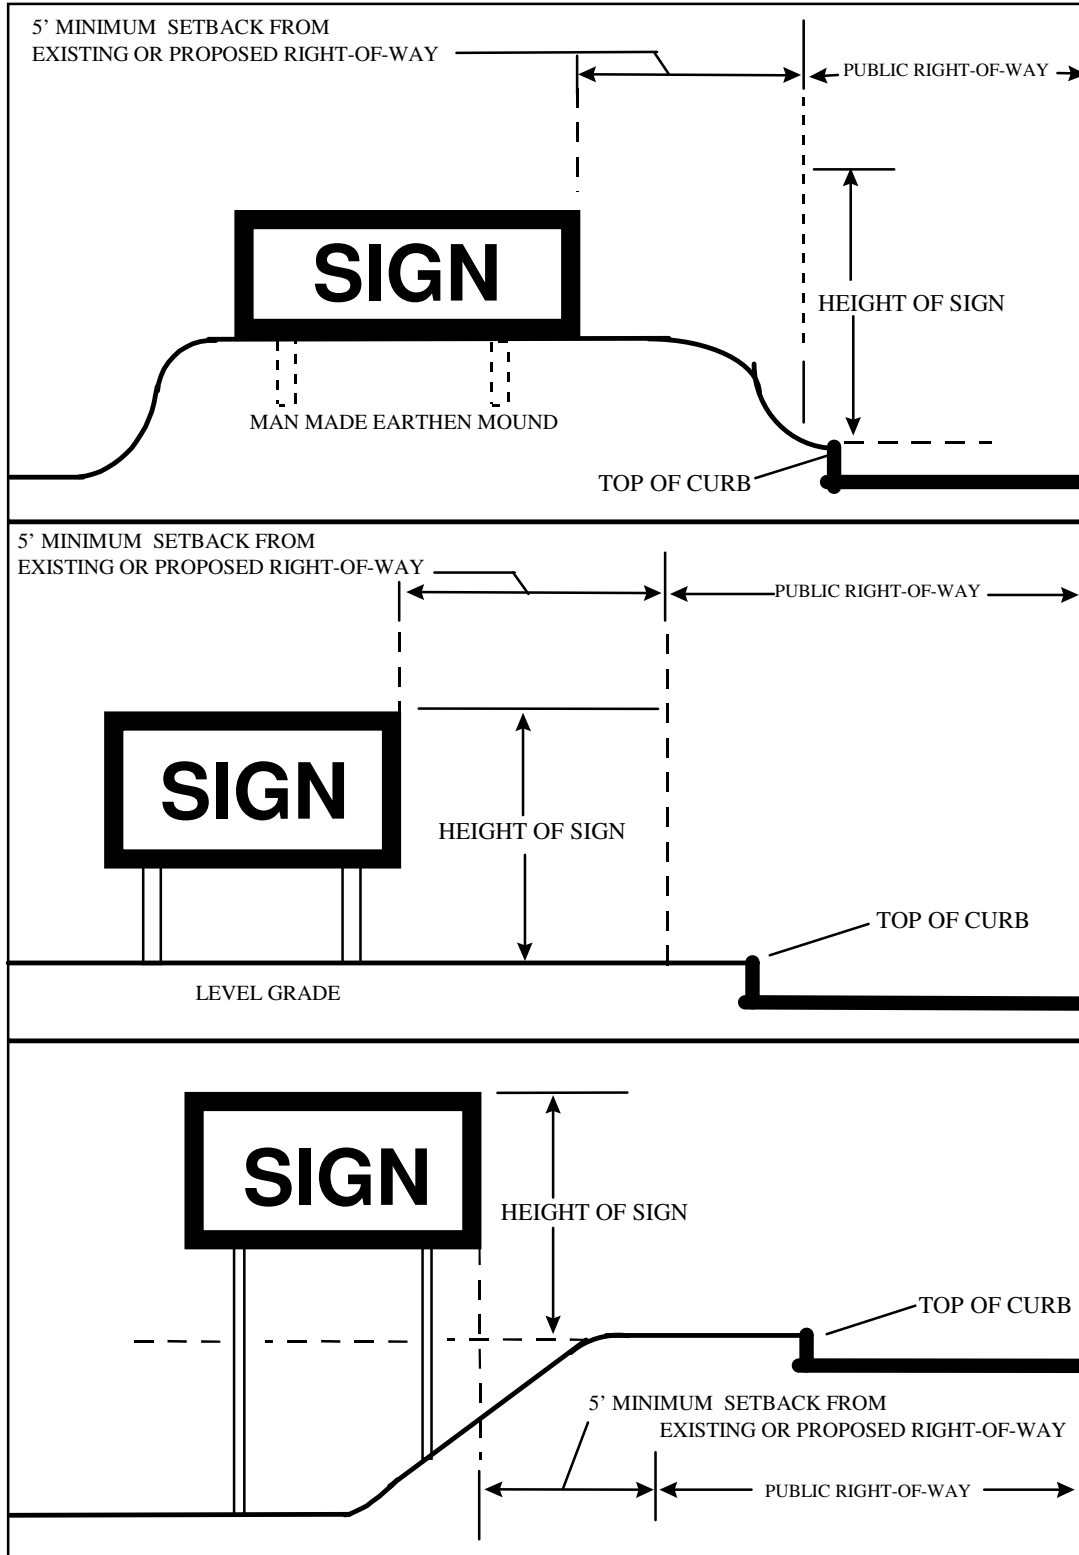 5’ MINIMUM SETBACK FROM
EXISTING OR PROPOSED RIGHT-OF-WAY
PUBLIC RIGHT-OF-WAY
SIGN
HEIGHT OF SIGN
MAN MADE EARTHEN MOUND
TOP OF CURB
5’ MINIMUM SETBACK FROM
EXISTING OR PROPOSED RIGHT-OF-WAY
PUBLIC RIGHT-OF-WAY
SIGN
HEIGHT OF SIGN
TOP OF CURB
LEVEL GRADE
SIGN
HEIGHT OF SIGN
TOP OF CURB
5’ MINIMUM SETBACK FROM
EXISTING OR PROPOSED RIGHT-OF-WAY
PUBLIC RIGHT-OF-WAY